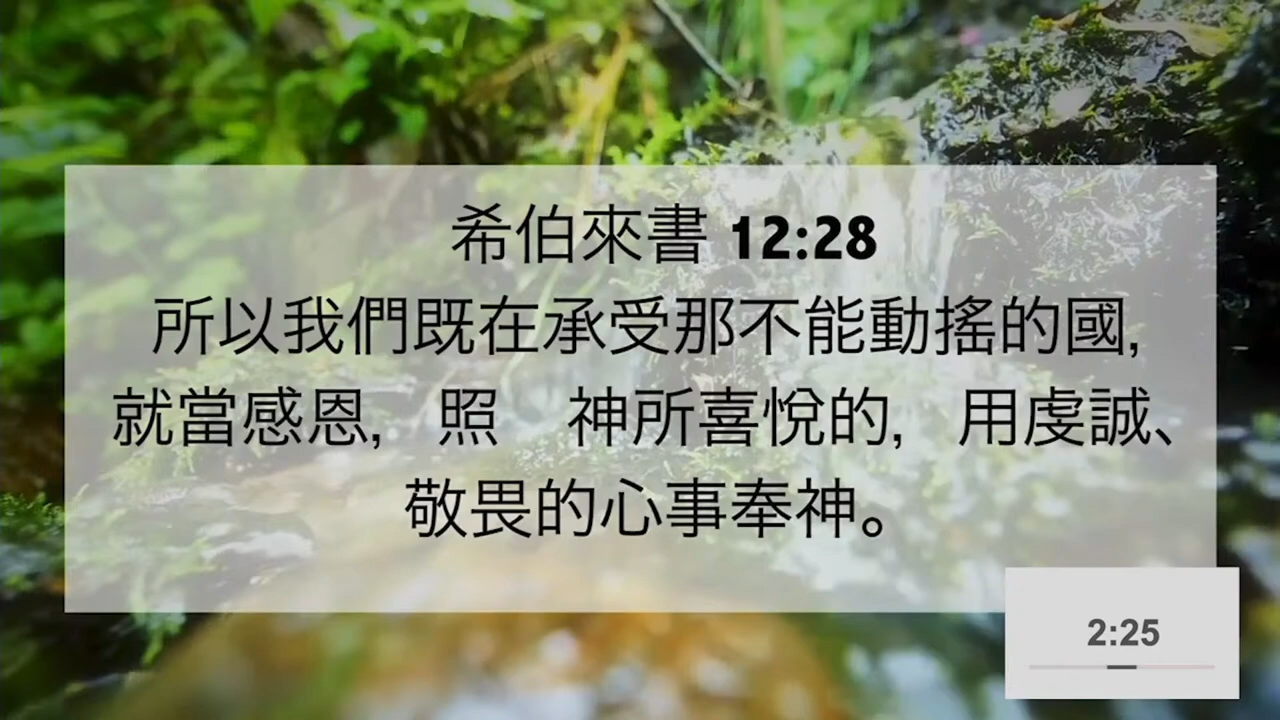 希伯來書 12:28
所以我們既在承受那不能動搖的國,
就當感恩, 照　神所喜悅的, 用虔誠、
敬畏的心事奉神。
2:25